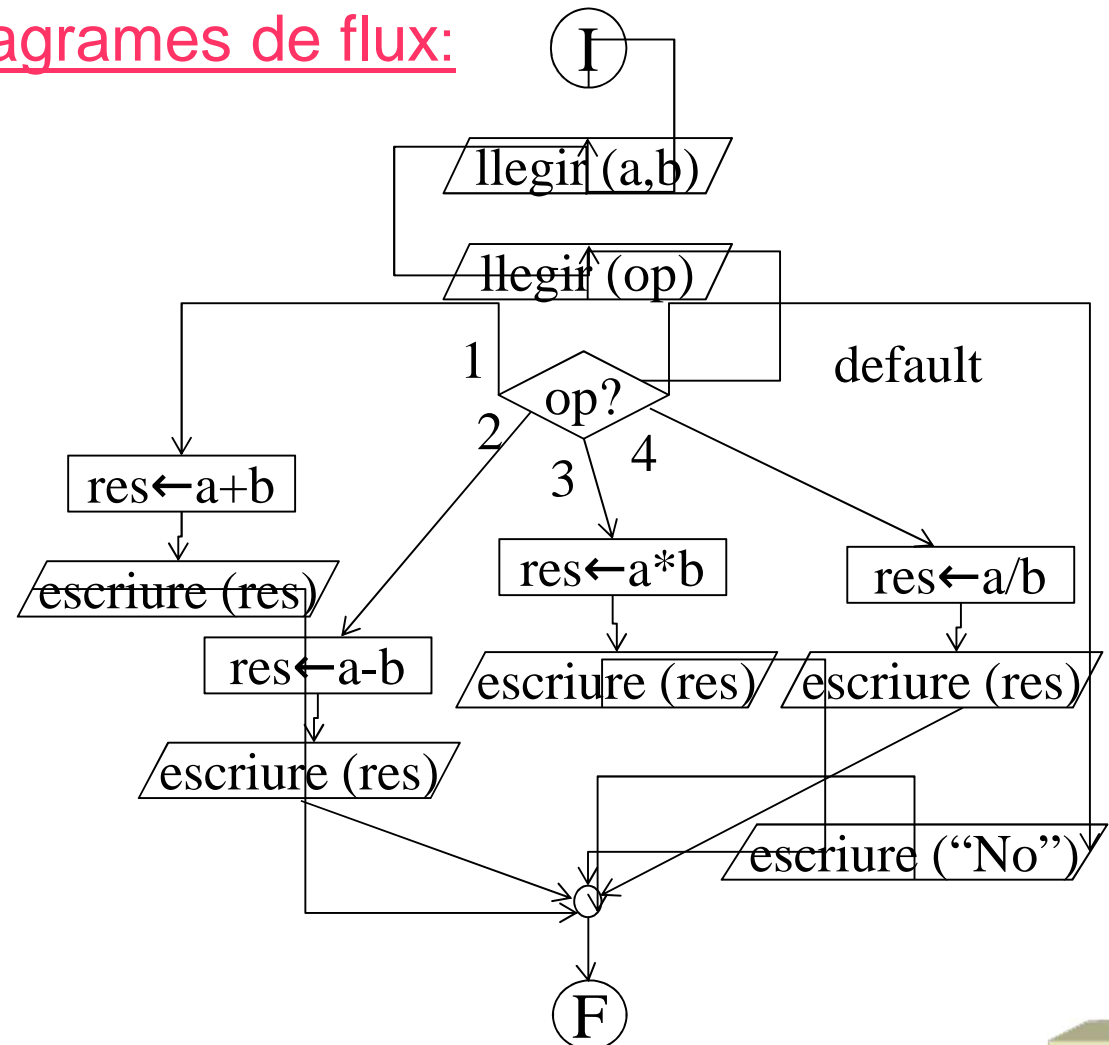 agrames de flux:
I
llegir (a,b)
llegir (op)
1
default
op?
2
3
4
res←a+b
res←a*b
res←a/b
escriure (res)
res←a-b
escriure (res)
escriure (res)
escriure (res)
escriure (“No”)
F